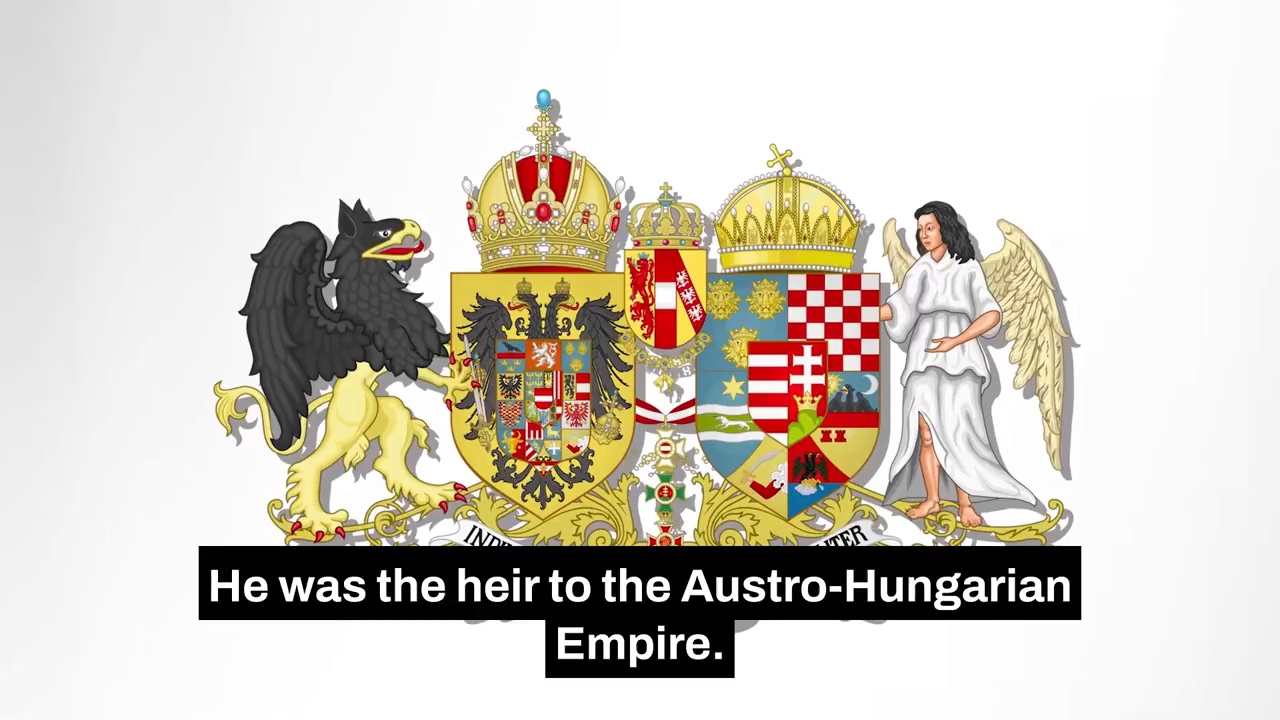 He was the heir to the Austro-Hungarian
Empire.